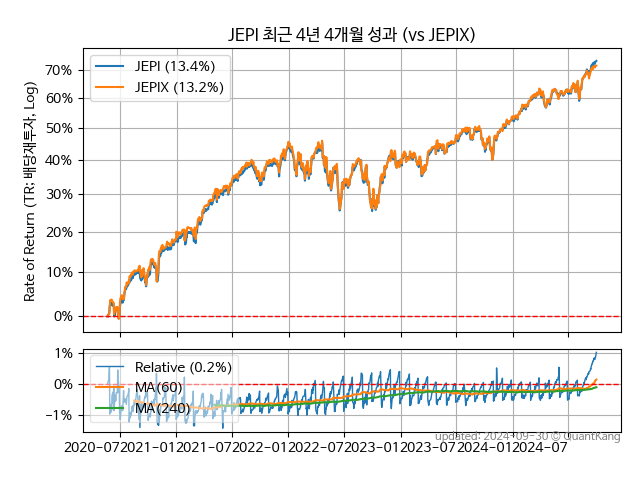 JEPI 최근 4년 4개월 성과 (vs JEPIX)
Rate of Return (TR: 배당재투자, Log)
JEPI (13.4%)
JEPIX (13.2%)
70%
60%
50%
40%
30%
20%
10%
0%
1%
0%
−1%
Relative (0.2%)
MA(60)
MA(240)
updated: 2024-09-30 © QuantKang
2020-07
2021-01
2021-07
2022-01
2022-07
2023-01
2023-07
2024-01
2024-07